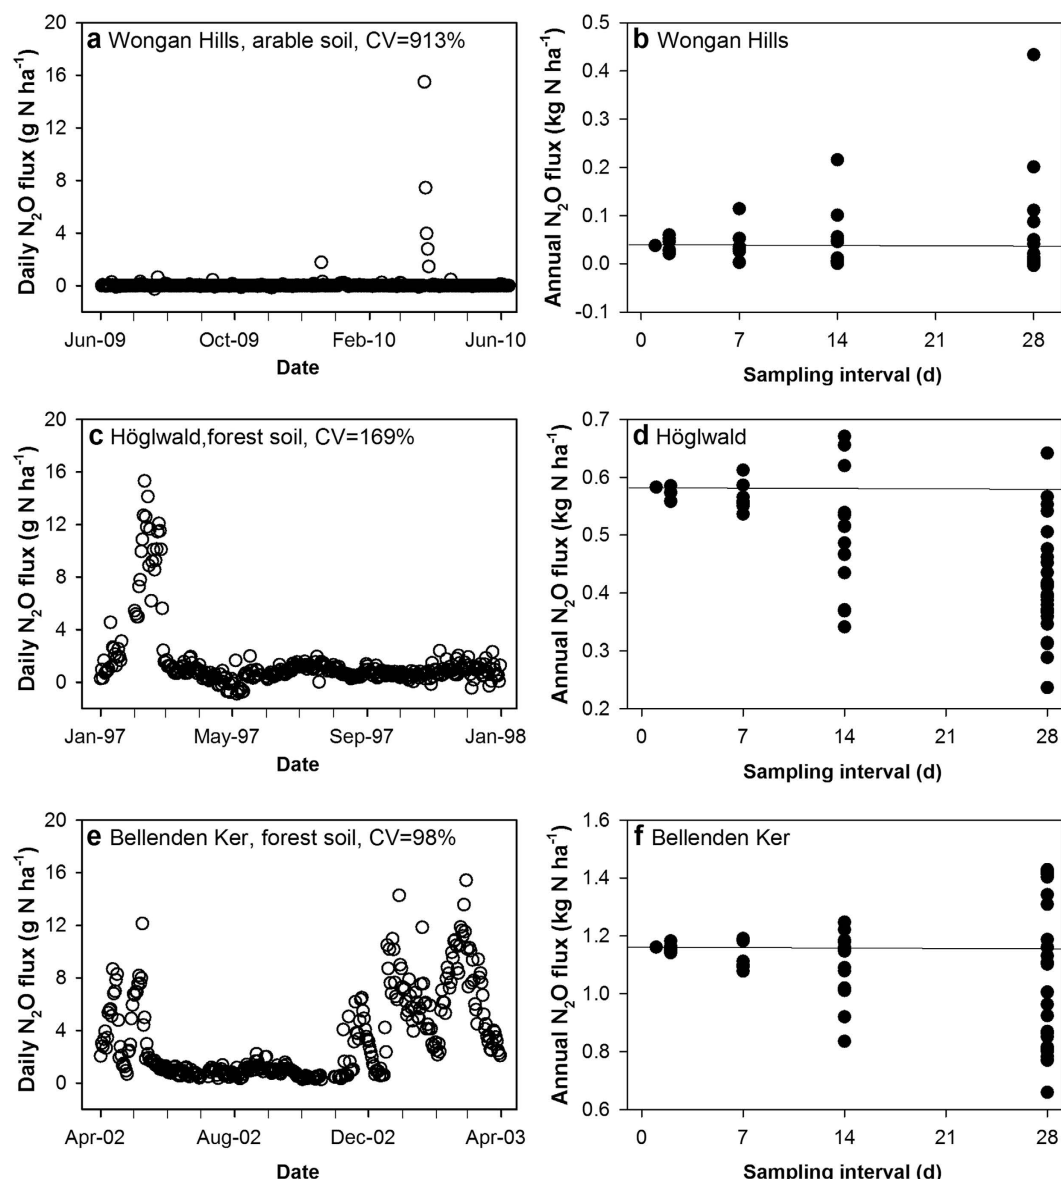 a Wongan Hills, arable soil, CV=913%
Daily N₂O flux (g N ha⁻¹)
20
16
12
8
4
0
Jun-09 Oct-09 Feb-10 Jun-10
Date
b Wongan Hills
Annual N₂O flux (kg N ha⁻¹)
0.5
0.4
0.3
0.2
0.1
0.0
-0.1
0 7 14 21 28
Sampling interval (d)
c Höglwald,forest soil, CV=169%
Daily N₂O flux (g N ha⁻¹)
20
16
12
8
4
0
Jan-97 May-97 Sep-97 Jan-98
Date
d Höglwald
Annual N₂O flux (kg N ha⁻¹)
0.7
0.6
0.5
0.4
0.3
0.2
0 7 14 21 28
Sampling interval (d)
e Bellenden Ker, forest soil, CV=98%
Daily N₂O flux (g N ha⁻¹)
20
16
12
8
4
0
Apr-02 Aug-02 Dec-02 Apr-03
Date
f Bellenden Ker
Annual N₂O flux (kg N ha⁻¹)
1.6
1.4
1.2
1.0
0.8
0.6
0 7 14 21 28
Sampling interval (d)